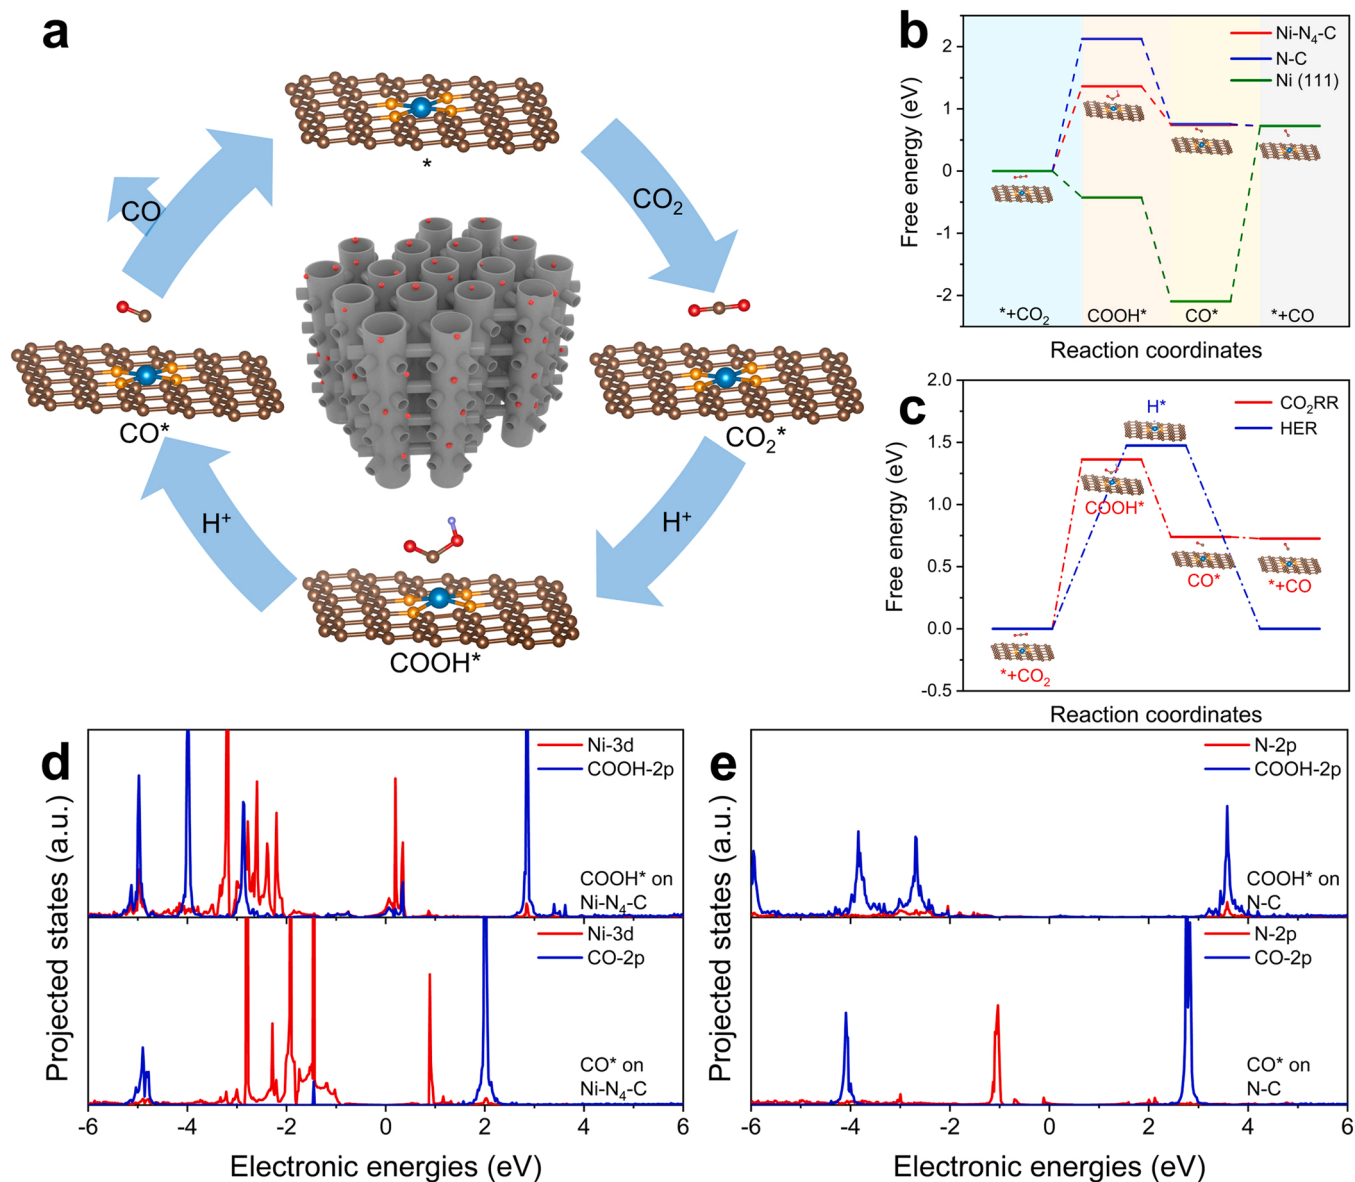 a
*
CO₂
CO₂*
H⁺
COOH*
H⁺
CO*
CO
b
Free energy (eV)
2
1
0
-1
-2
Ni-N₄-C
N-C
Ni (111)
*+CO₂
COOH*
CO*
*+CO
Reaction coordinates
c
Free energy (eV)
2.0
1.5
1.0
0.5
0.0
-0.5
CO₂RR
HER
H*
COOH*
CO*
*+CO
*+CO₂
Reaction coordinates
d
Projected states (a.u.)
Ni-3d
COOH-2p
COOH* on
Ni-N₄-C
Ni-3d
CO-2p
CO* on
Ni-N₄-C
-6 -4 -2 0 2 4 6
Electronic energies (eV)
e
Projected states (a.u.)
N-2p
COOH-2p
COOH* on
N-C
N-2p
CO-2p
CO* on
N-C
-6 -4 -2 0 2 4 6
Electronic energies (eV)